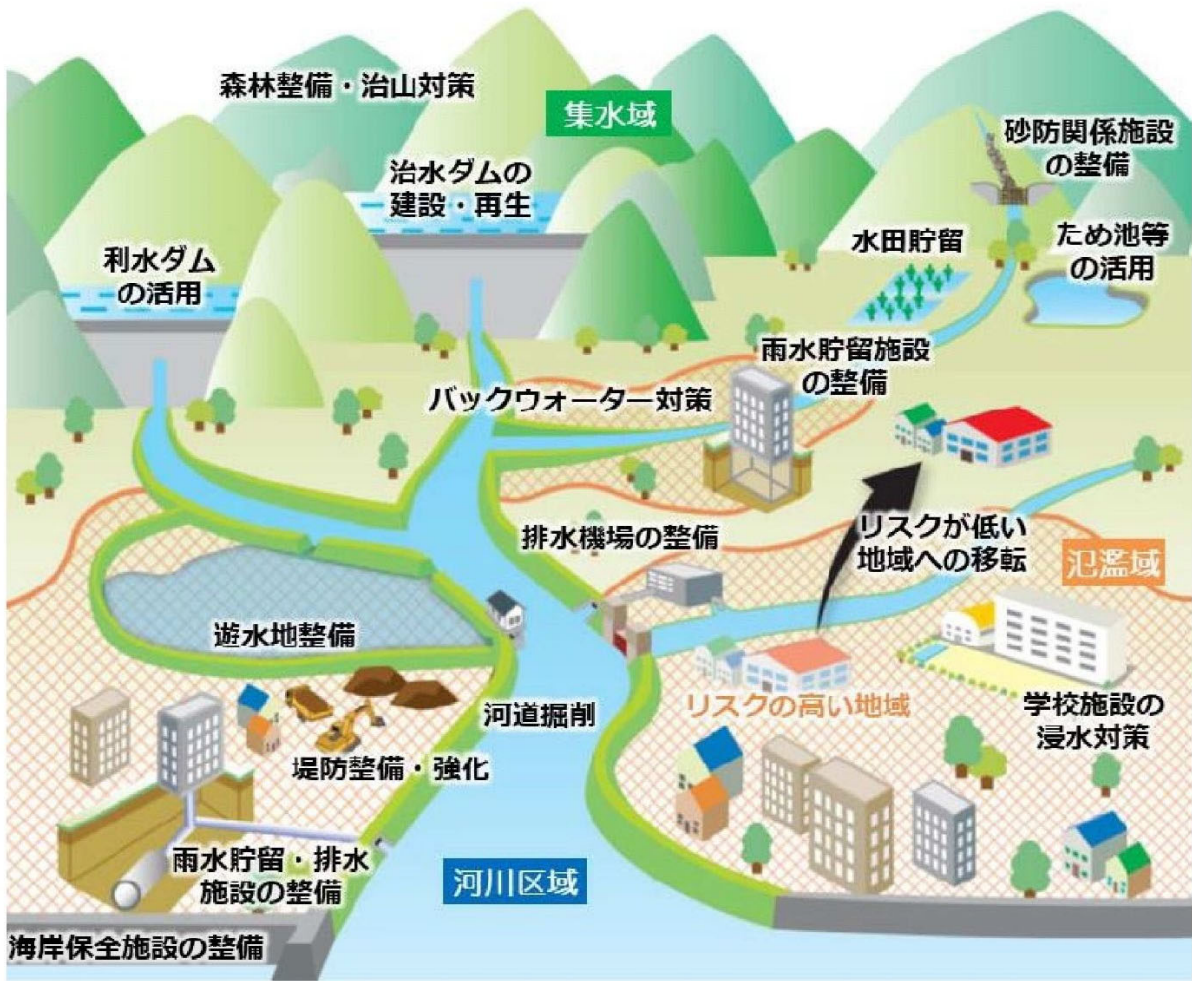 森林整備・治山対策
集水域
砂防関係施設
の整備
治水ダムの
建設・再生
水田貯留
ため池等
の活用
利水ダム
の活用
雨水貯留施設
の整備
バックウォーター対策
排水機場の整備
リスクが低い
地域への移転
氾濫域
遊水地整備
リスクの高い地域
河道掘削
学校施設の
浸水対策
堤防整備・強化
雨水貯留・排水
施設の整備
河川区域
海岸保全施設の整備